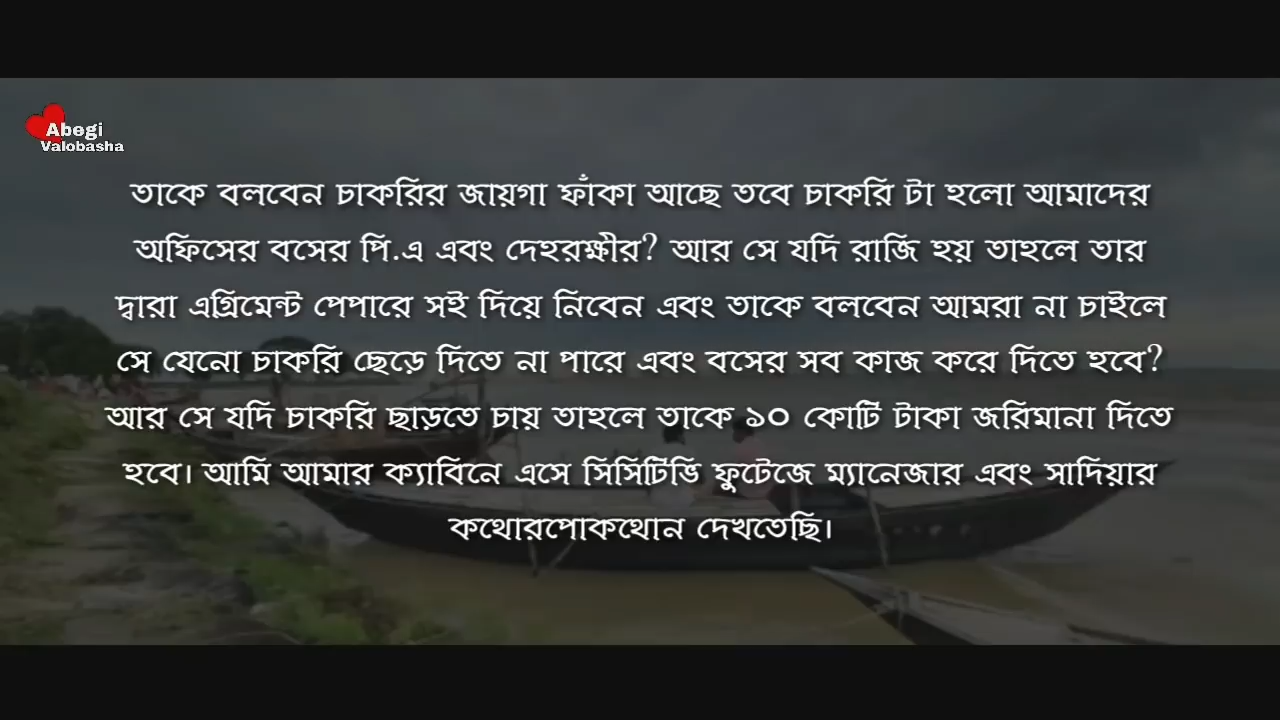 Abegi
Valobasha
তাকে বলবেন চাকরির জায়গা ফাঁকা আছে তবে চাকরি টা হলো আমাদের
অফিসের বসের পি.এ এবং দেহরক্ষীর? আর সে যদি রাজি হয় তাহলে তার
দ্বারা এগ্রিমেন্ট পেপারে সই দিয়ে নিবেন এবং তাকে বলবেন আমরা না চাইলে
সে যেনো চাকরি ছেড়ে দিতে না পারে এবং বসের সব কাজ করে দিতে হবে?
আর সে যদি চাকরি ছাড়তে চায় তাহলে তাকে ১০ কোটি টাকা জরিমানা দিতে
হবে। আমি আমার ক্যাবিনে এসে সিসিটিভি ফুটেজে ম্যানেজার এবং সাদিয়ার
কথোরপোকথোন দেখতেছি।